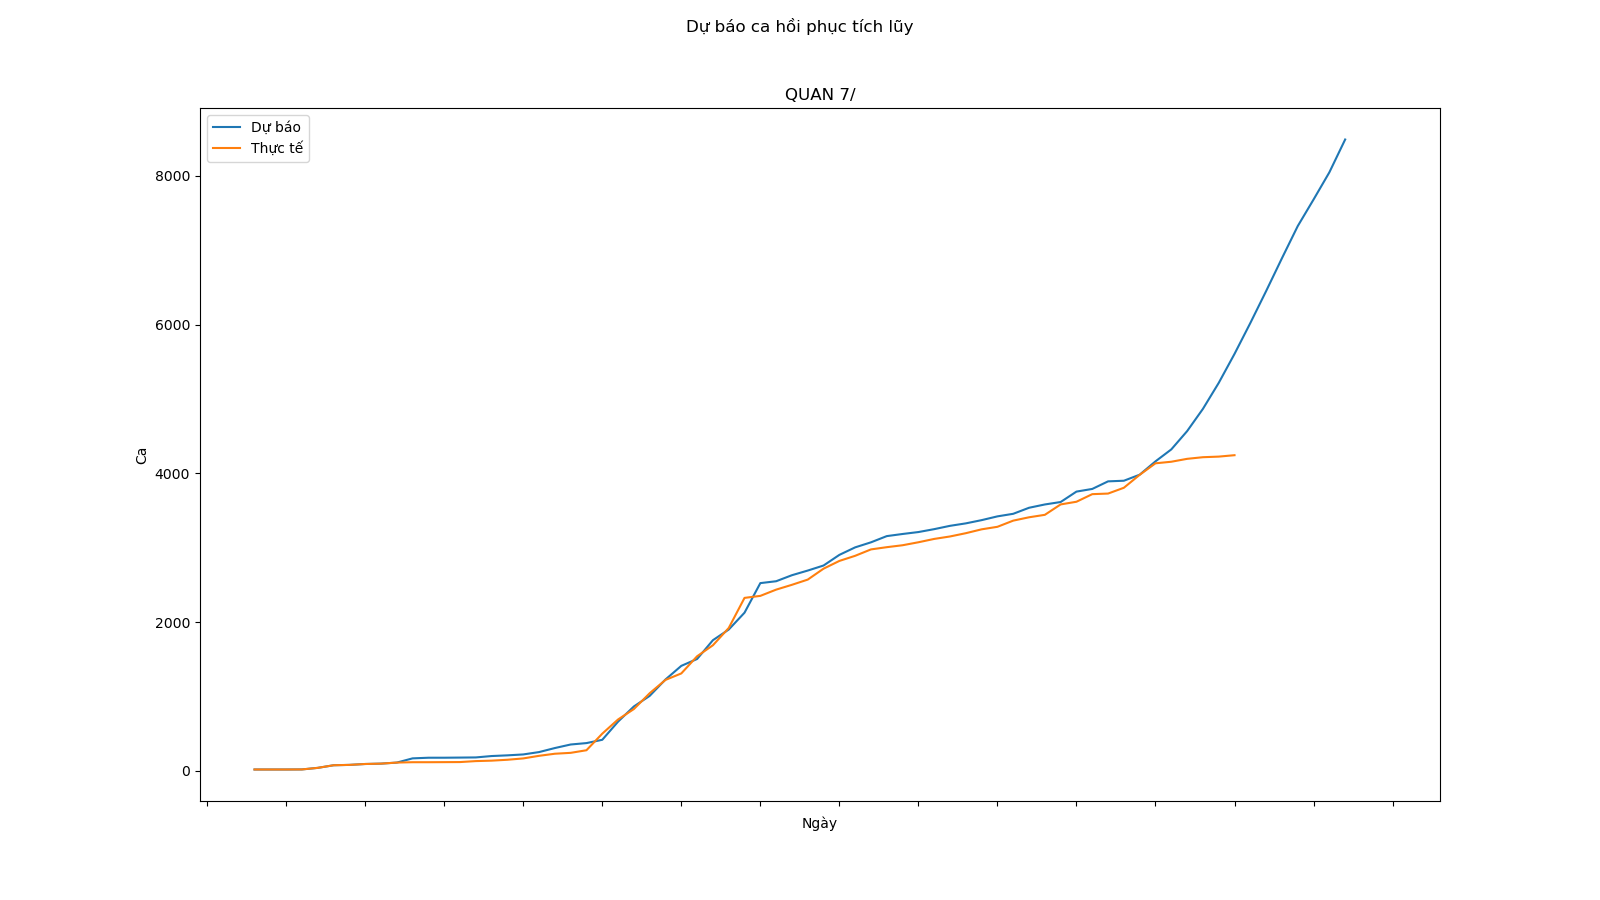 Dự báo ca hồi phục tích lũy
QUAN 7/
Dự báo
Thực tế
8000
6000
4000
2000
0
Ca
Ngày